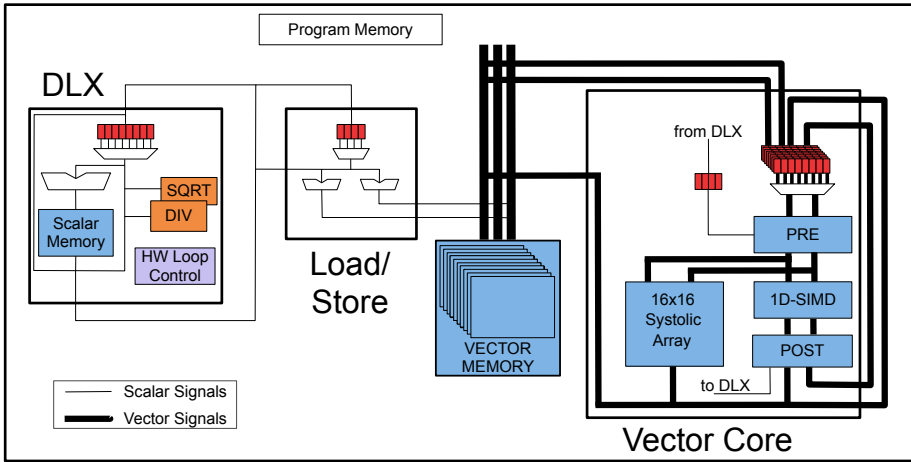 Program Memory
DLX
SQRT
DIV
Scalar
Memory
HW Loop
Control
Load/
Store
VECTOR
MEMORY
from DLX
PRE
16x16
Systolic
Array
1D-SIMD
POST
to DLX
Vector Core
Scalar Signals
Vector Signals